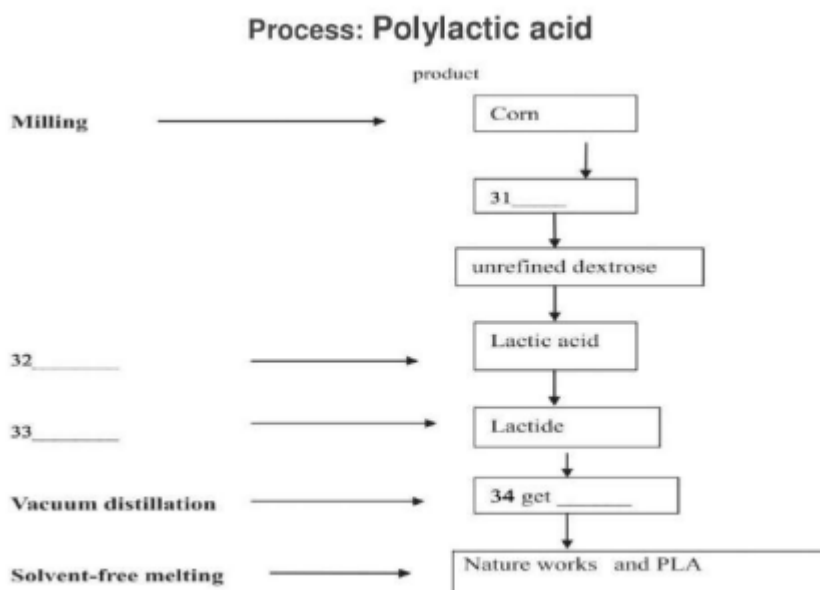 Process: Polylactic acid
product
Milling
Corn
31_____
unrefined dextrose
Lactic acid
32________
Lactide
33________
34 get _______
Vacuum distillation
Nature works and PLA
Solvent-free melting